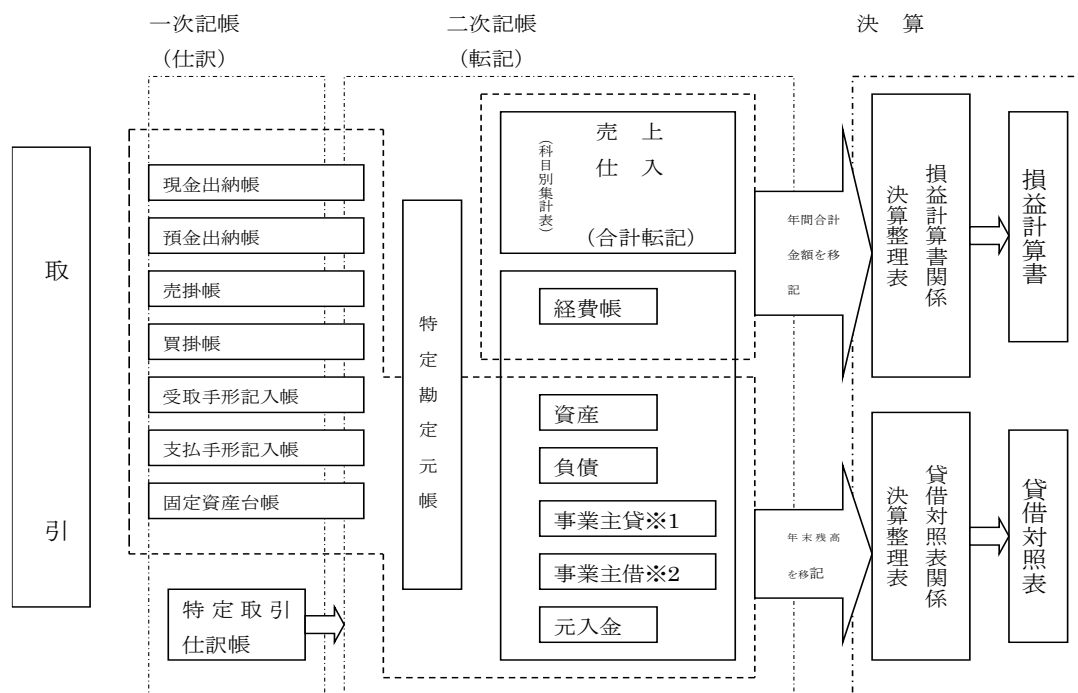 一次記帳
(仕訳)
二次記帳
(転記)
決 算
取
引
現金出納帳
預金出納帳
売掛帳
買掛帳
受取手形記入帳
支払手形記入帳
固定資産台帳
特定取引
仕訳帳
特定勘定元帳
(科目別集計表)
売 上
仕 入
(合計転記)
経費帳
資産
負債
事業主貸※1
事業主借※2
元入金
年間合計
金額を移
記
年末残高
を移記
損益計算書関係
決算整理表
損益計算書
貸借対照表関係
決算整理表
貸借対照表